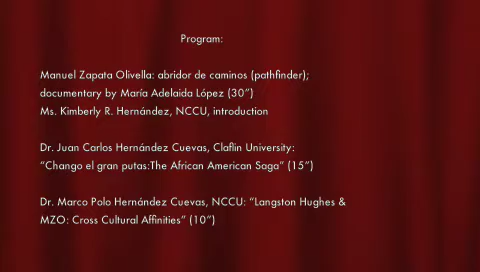 Program:
Manuel Zapata Olivella: abridor de caminos (pathfinder);
documentary by María Adelaida López (30”)
Ms. Kimberly R. Hernández, NCCU, introduction
Dr. Juan Carlos Hernández Cuevas, Claflin University:
“Chango el gran putas:The African American Saga” (15”)
Dr. Marco Polo Hernández Cuevas, NCCU: “Langston Hughes &
MZO: Cross Cultural Affinities” (10”)